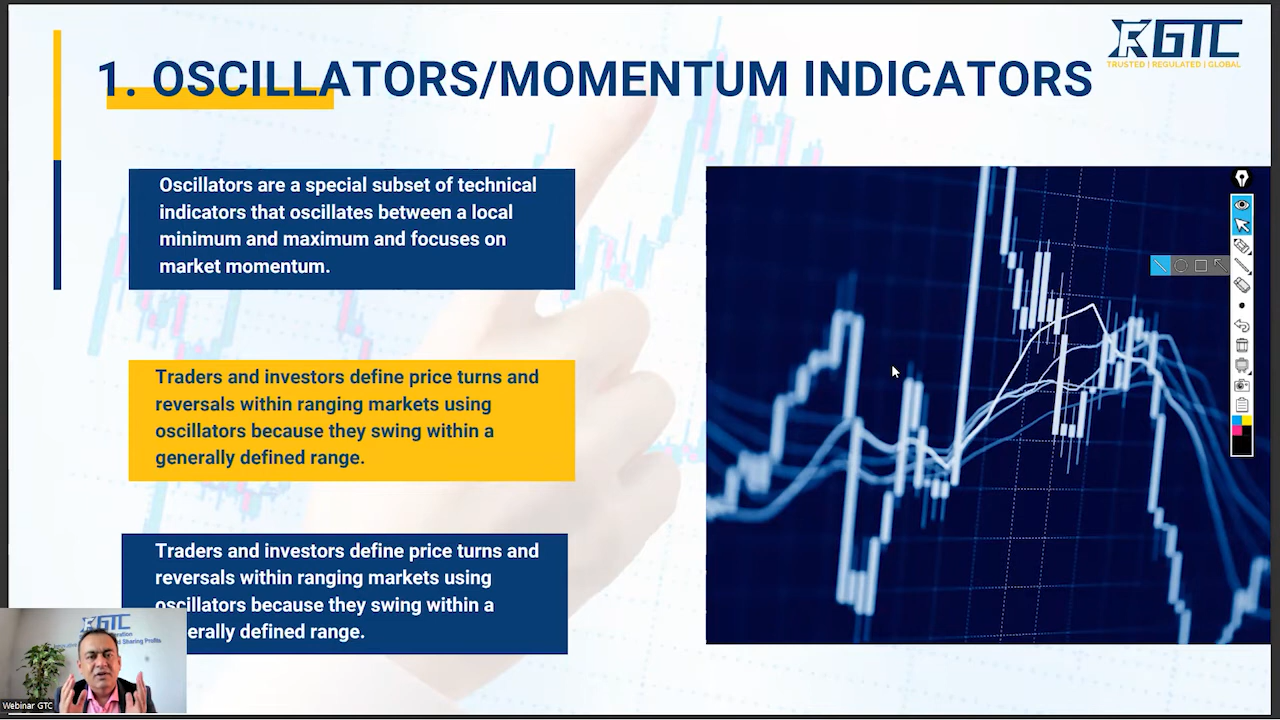 GTC
TRUSTED | REGULATED | GLOBAL
1. OSCILLATORS/MOMENTUM INDICATORS
Oscillators are a special subset of technical
indicators that oscillates between a local
minimum and maximum and focuses on
market momentum.
Traders and investors define price turns and
reversals within ranging markets using
oscillators because they swing within a
generally defined range.
Traders and investors define price turns and
reversals within ranging markets using
oscillators because they swing within a
erally defined range.
GTC
d Sharing Profits
Webinar GTC